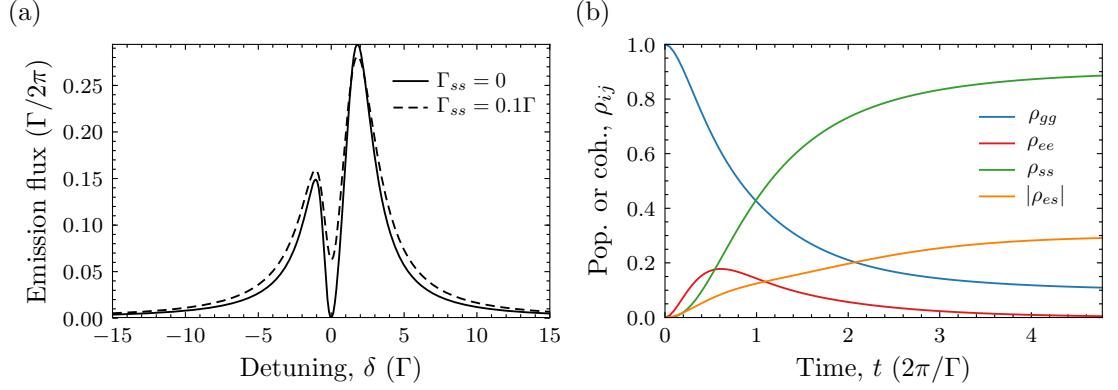 (a)
Emission flux (Γ/2π)
0.25
0.20
0.15
0.10
0.05
0.00
Γss = 0
Γss = 0.1Γ
−15 −10 −5 0 5 10 15
Detuning, δ (Γ)
(b)
Pop. or coh., ρij
1.0
0.8
0.6
0.4
0.2
0.0
ρgg
ρee
ρss
|ρes|
0 1 2 3 4
Time, t (2π/Γ)